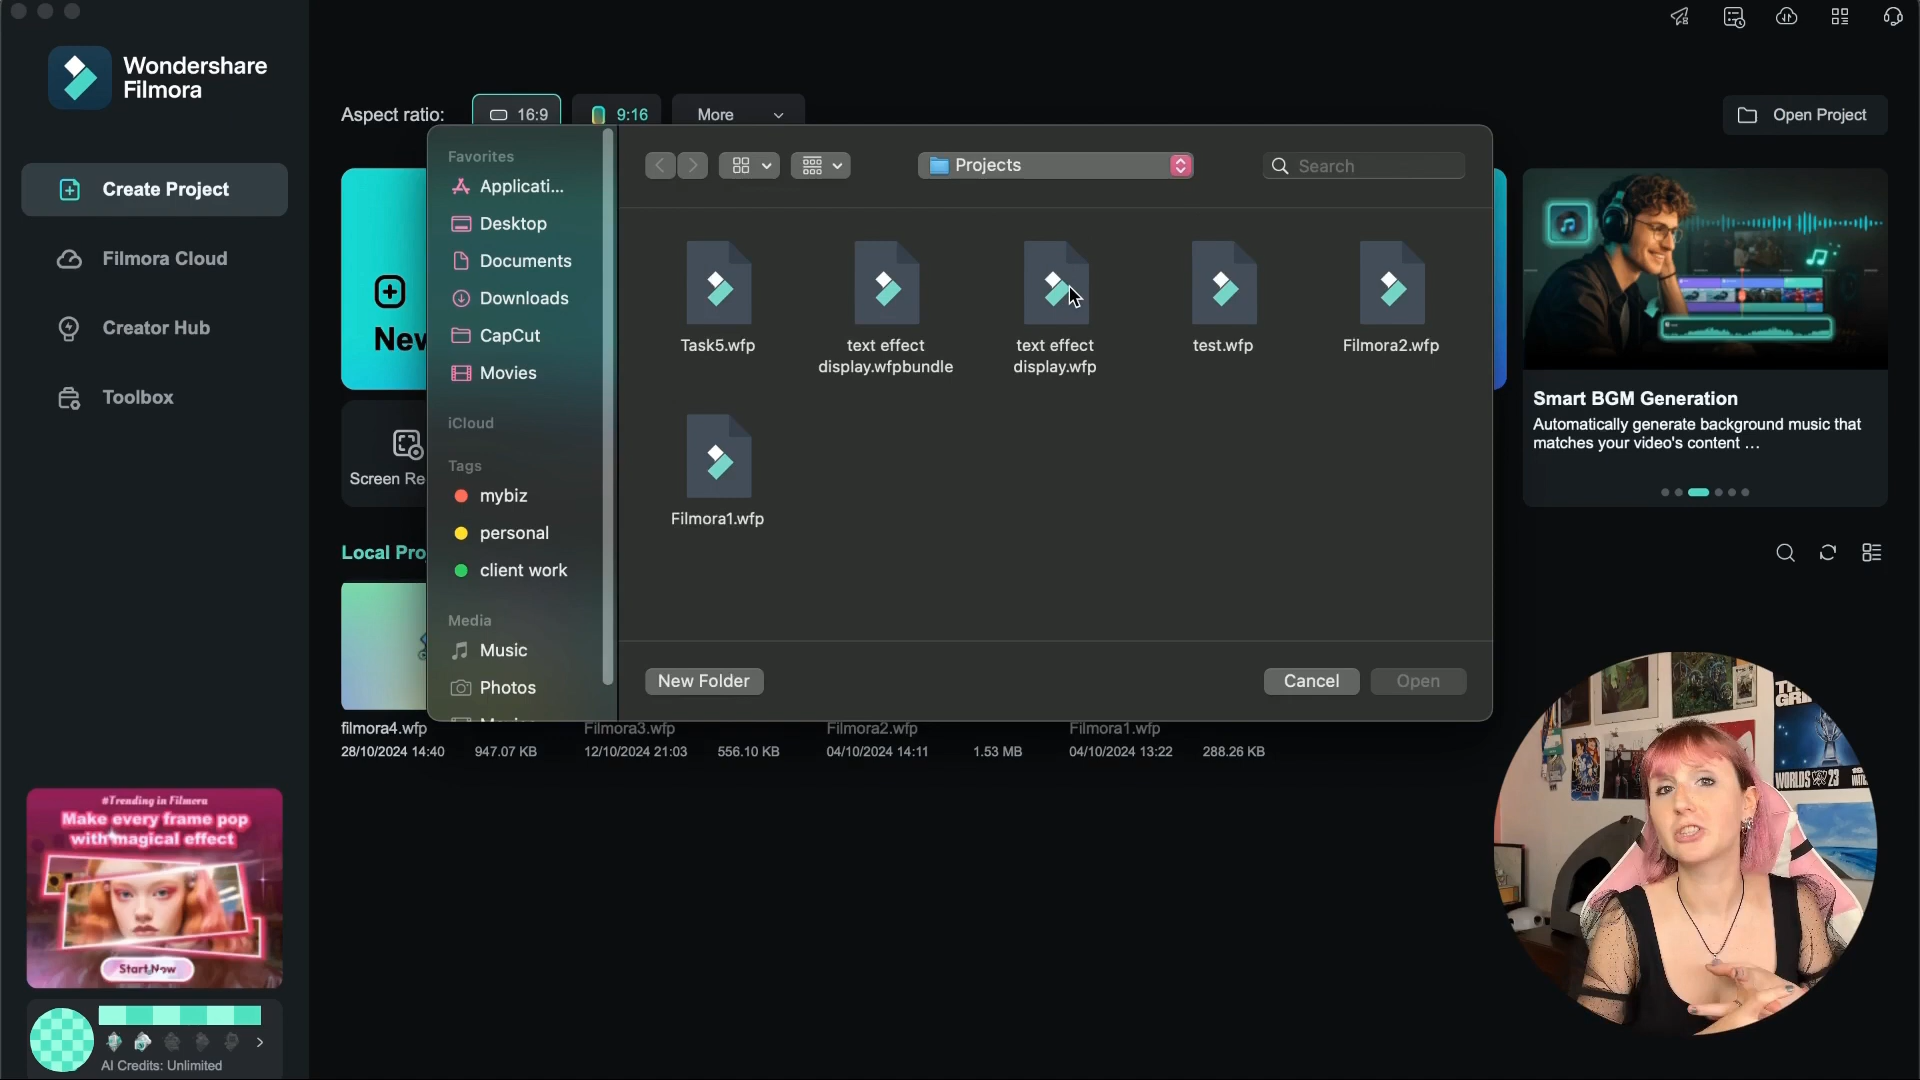 Wondershare
Filmora
Create Project
Filmora Cloud
Creator Hub
Toolbox
#Trending in Filmora
Make every frame pop
with magical effect
Start Now
AI Credits: Unlimited
Aspect ratio:
16:9
9:16
More
Open Project
New
Screen Re
Local Pro
Favorites
Applicati...
Desktop
Documents
Downloads
CapCut
Movies
iCloud
Tags
mybiz
personal
client work
Media
Music
Photos
Projects
Search
Task5.wfp
text effect
display.wfpbundle
text effect
display.wfp
test.wfp
Filmora2.wfp
Filmora1.wfp
New Folder
Cancel
Open
Smart BGM Generation
Automatically generate background music that
matches your video's content ...
filmora4.wfp
28/10/2024 14:40
947.07 KB
Filmora3.wfp
12/10/2024 21:03
556.10 KB
Filmora2.wfp
04/10/2024 14:11
1.53 MB
Filmora1.wfp
04/10/2024 13:22
288.26 KB
WORLDS 23